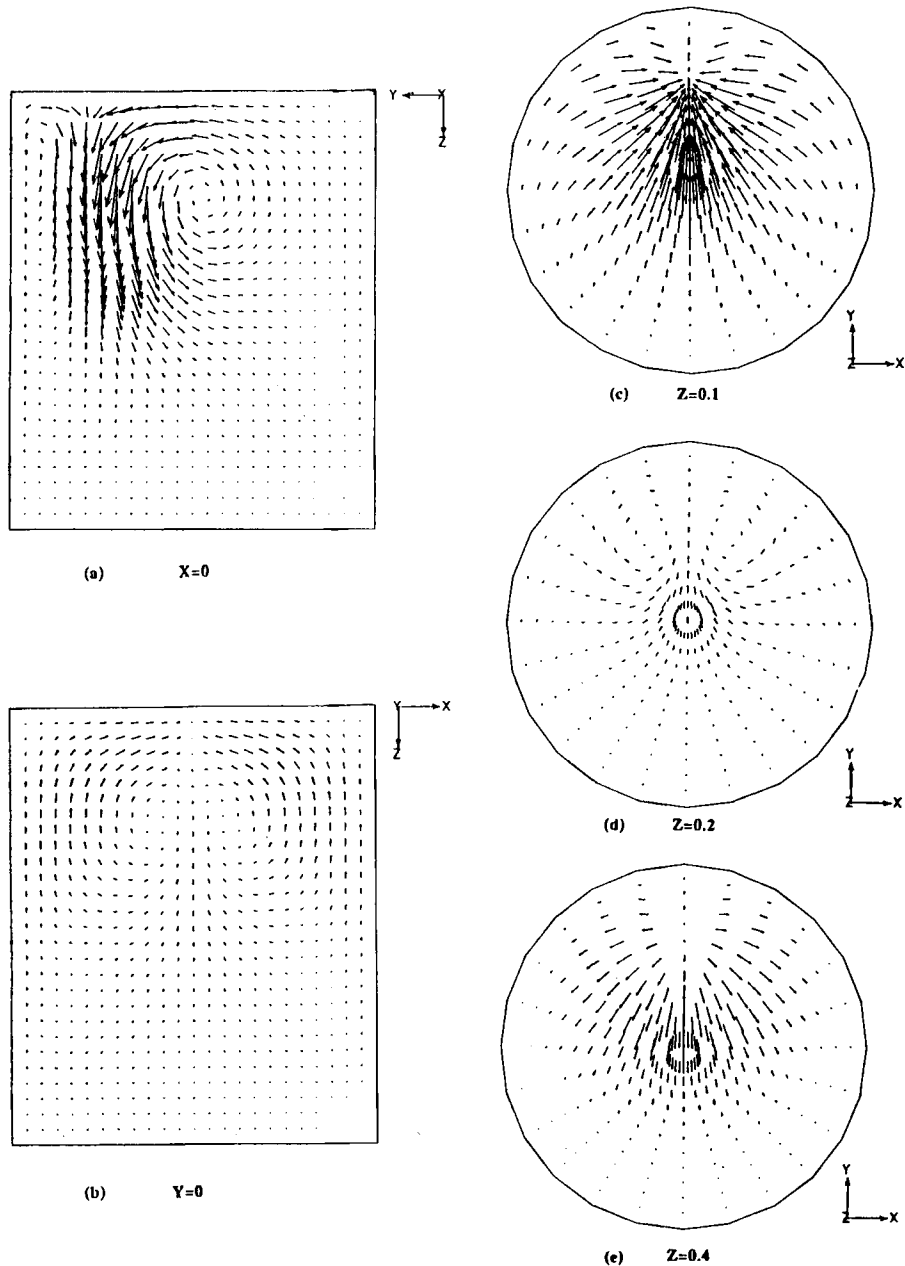 Y X
Z
(a) X=0
Y X
Z
(b) Y=0
Y
Z X
(c) Z=0.1
Y
Z X
(d) Z=0.2
Y
Z X
(e) Z=0.4